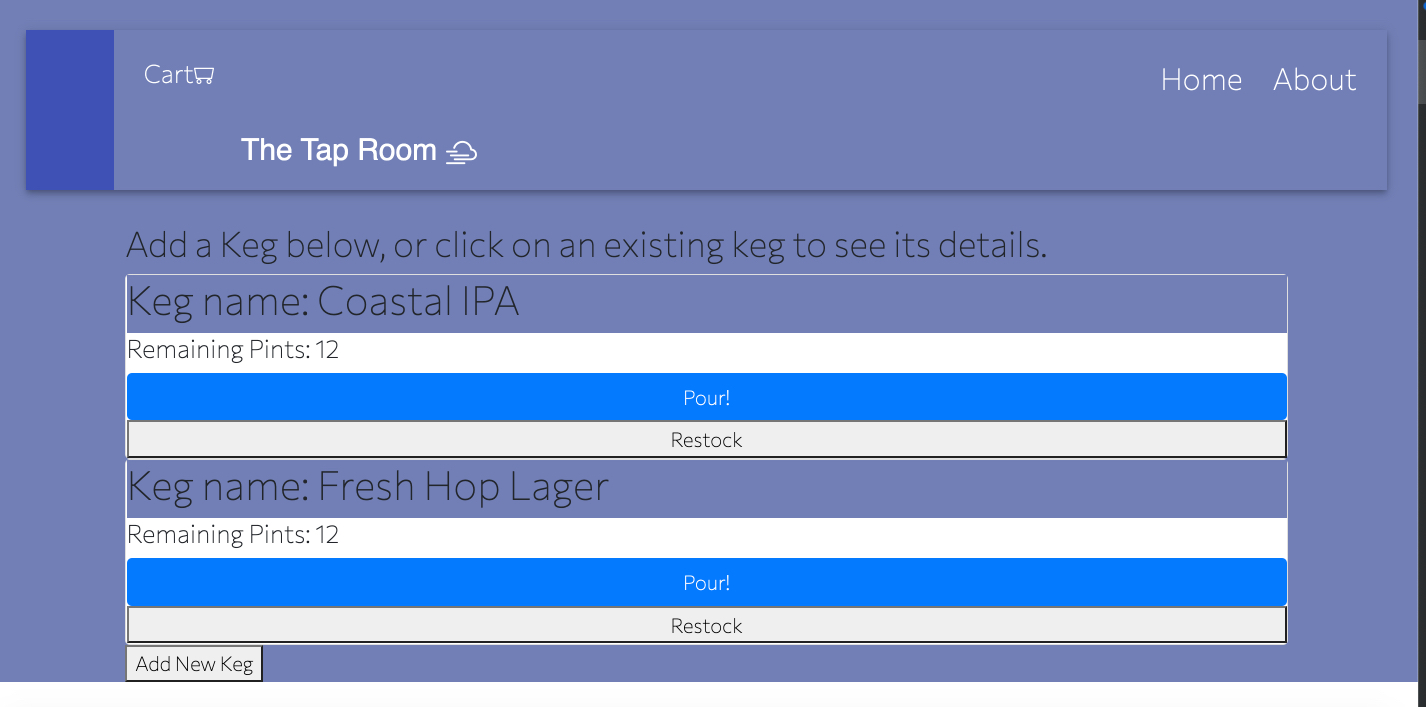 Cart
Home About
The Tap Room
Add a Keg below, or click on an existing keg to see its details.
Keg name: Coastal IPA
Remaining Pints: 12
Pour!
Restock
Keg name: Fresh Hop Lager
Remaining Pints: 12
Pour!
Restock
Add New Keg